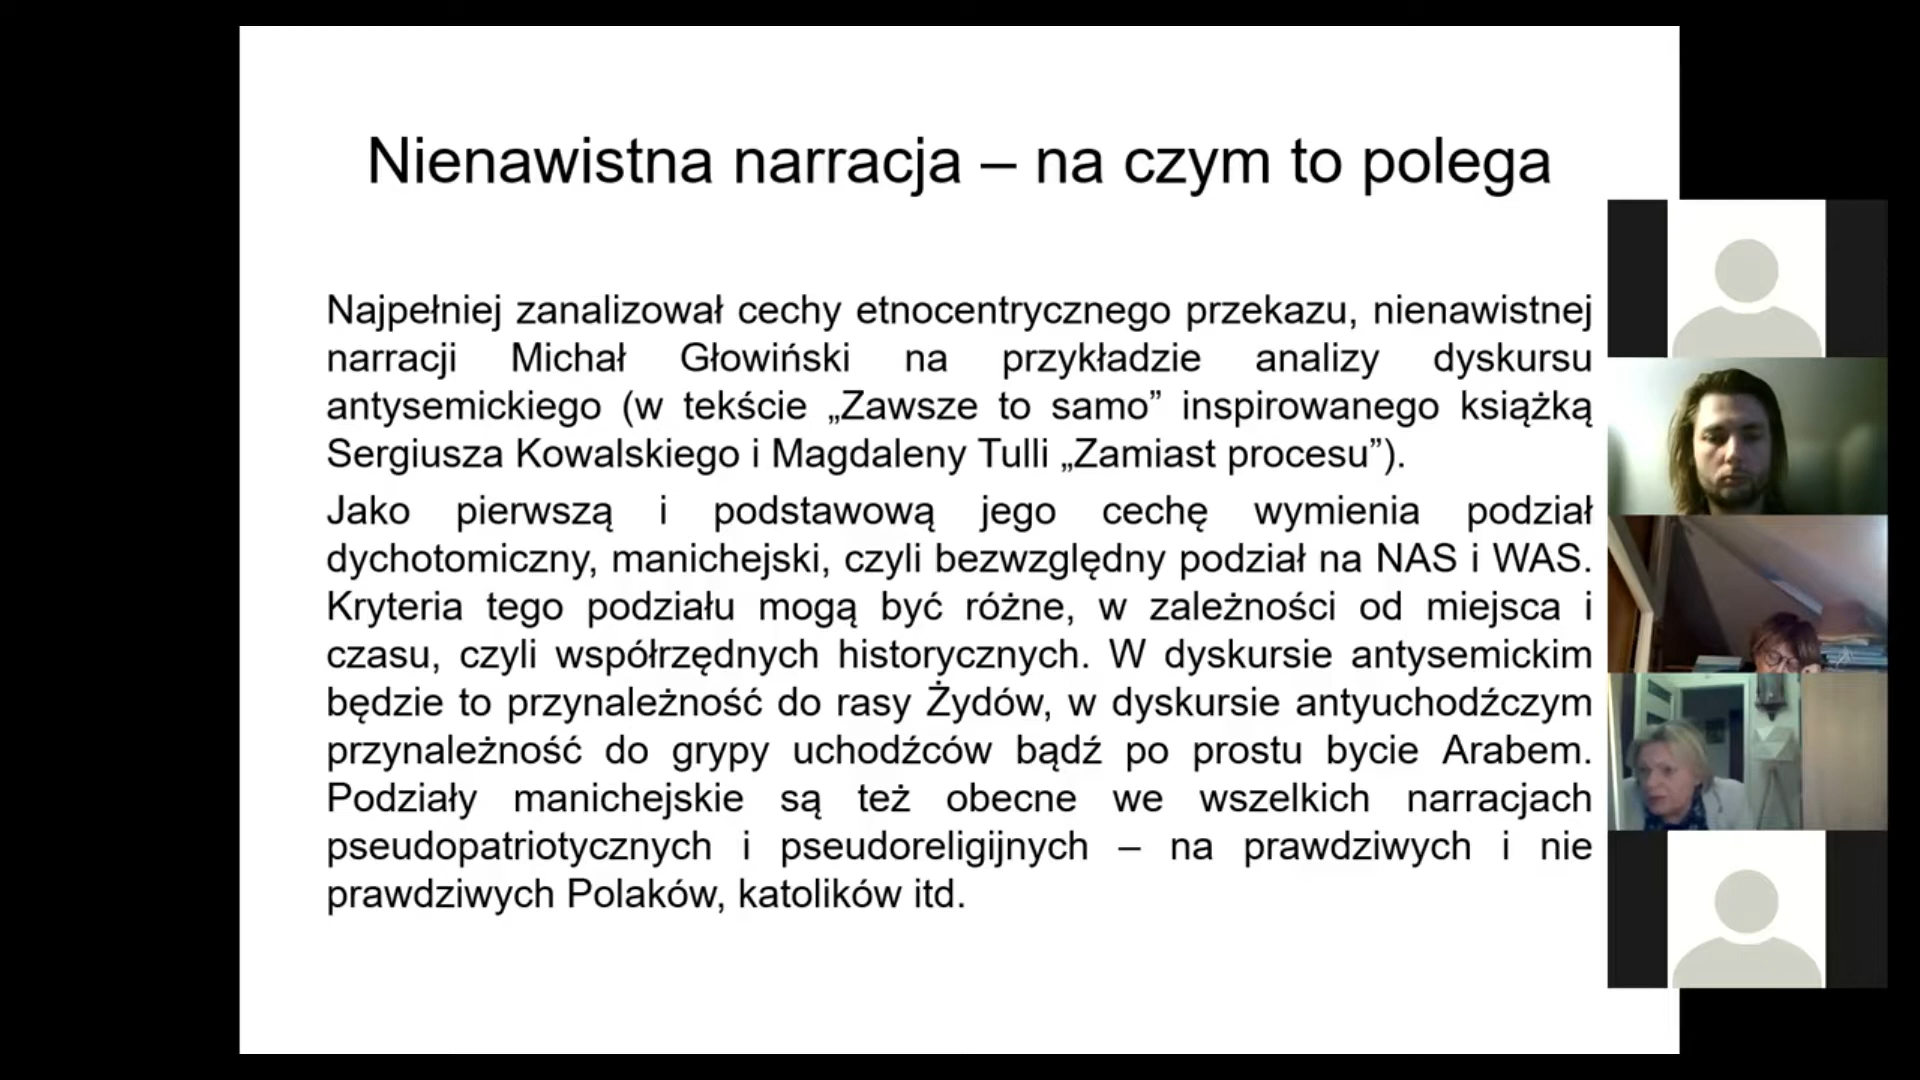 Nienawistna narracja – na czym to polega
Najpełniej zanalizował cechy etnocentrycznego przekazu, nienawistnej
narracji Michał Głowiński na przykładzie analizy dyskursu
antysemickiego (w tekście „Zawsze to samo” inspirowanego książką
Sergiusza Kowalskiego i Magdaleny Tulli „Zamiast procesu”).
Jako pierwszą i podstawową jego cechę wymienia podział
dychotomiczny, manichejski, czyli bezwzględny podział na NAS i WAS.
Kryteria tego podziału mogą być różne, w zależności od miejsca i
czasu, czyli współrzędnych historycznych. W dyskursie antysemickim
będzie to przynależność do rasy Żydów, w dyskursie antyuchodźczym
przynależność do grypy uchodźców bądź po prostu bycie Arabem.
Podziały manichejskie są też obecne we wszelkich narracjach
pseudopatriotycznych i pseudoreligijnych – na prawdziwych i nie
prawdziwych Polaków, katolików itd.